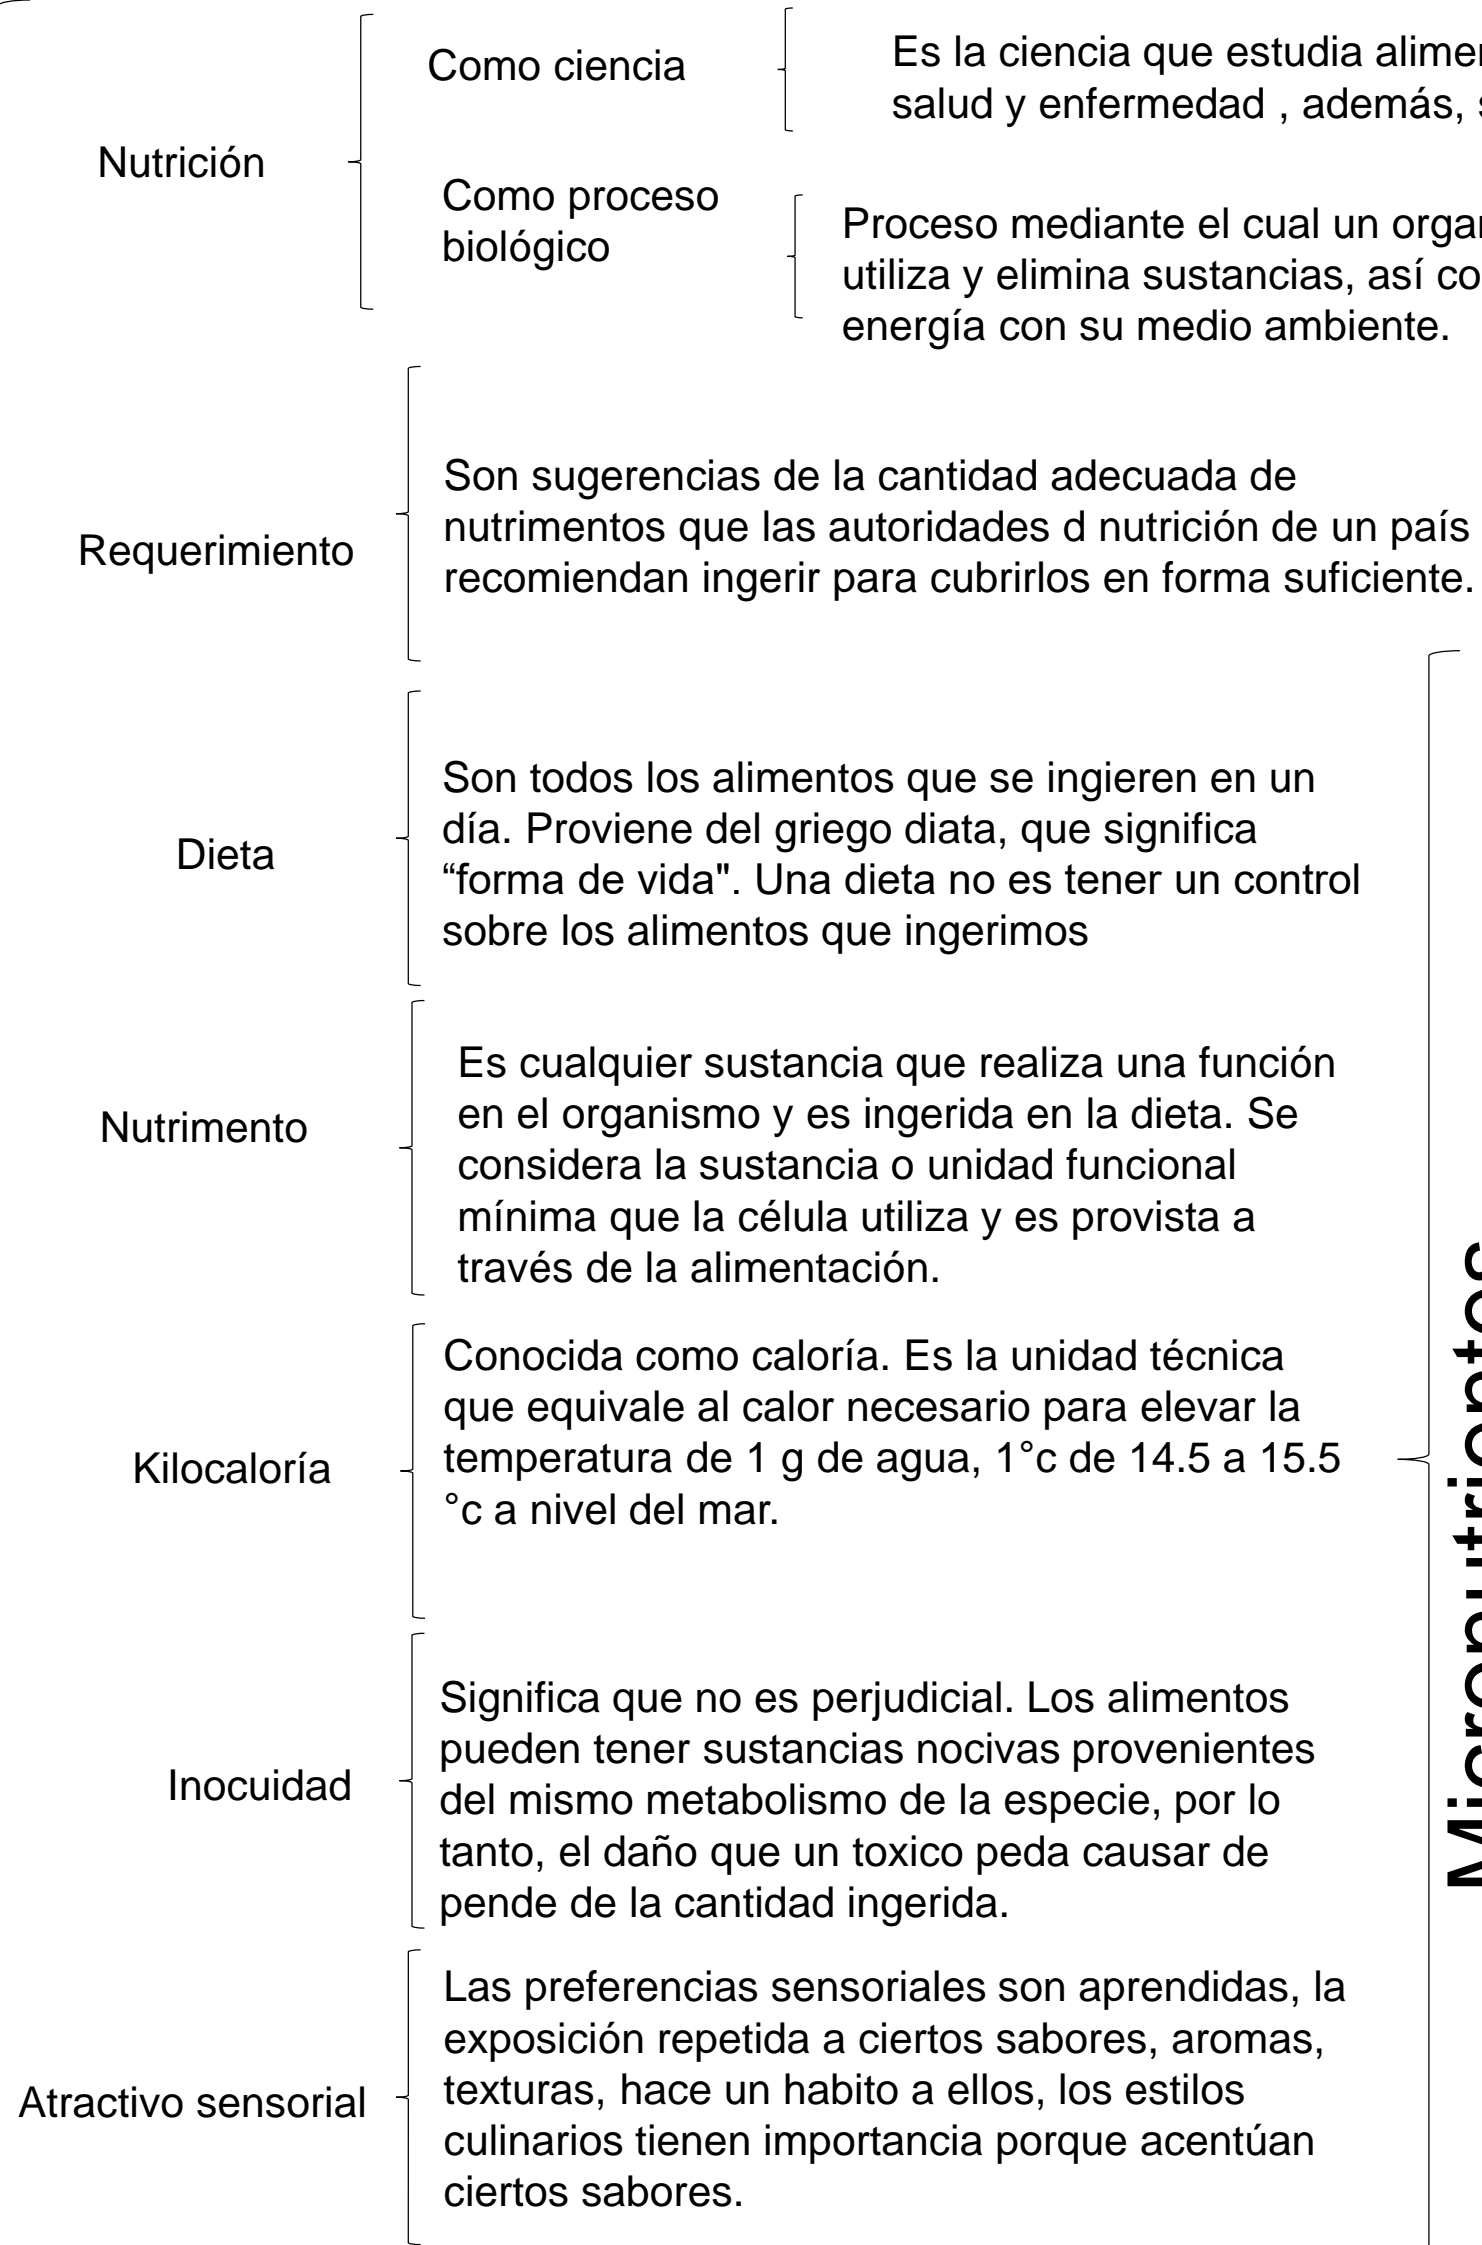 Nutrición
Como ciencia
Es la ciencia que estudia
salud y enfermedad , además,
Como proceso
biológico
Proceso mediante el cual un
utiliza y elimina sustancias, así
energía con su medio ambiente.
Requerimiento
Son sugerencias de la cantidad adecuada de
nutrimentos que las autoridades d nutrición de un país
recomiendan ingerir para cubrirlos en forma suficiente.
Dieta
Son todos los alimentos que se ingieren en un
día. Proviene del griego diata, que significa
“forma de vida". Una dieta no es tener un control
sobre los alimentos que ingerimos
Nutrimento
Es cualquier sustancia que realiza una función
en el organismo y es ingerida en la dieta. Se
considera la sustancia o unidad funcional
mínima que la célula utiliza y es provista a
través de la alimentación.
Kilocaloría
Conocida como caloría. Es la unidad técnica
que equivale al calor necesario para elevar la
temperatura de 1 g de agua, 1°c de 14.5 a 15.5
°c a nivel del mar.
Inocuidad
Significa que no es perjudicial. Los alimentos
pueden tener sustancias nocivas provenientes
del mismo metabolismo de la especie, por lo
tanto, el daño que un toxico peda causar de
pende de la cantidad ingerida.
Atractivo sensorial
Las preferencias sensoriales son aprendidas, la
exposición repetida a ciertos sabores, aromas,
texturas, hace un habito a ellos, los estilos
culinarios tienen importancia porque acentúan
ciertos sabores.